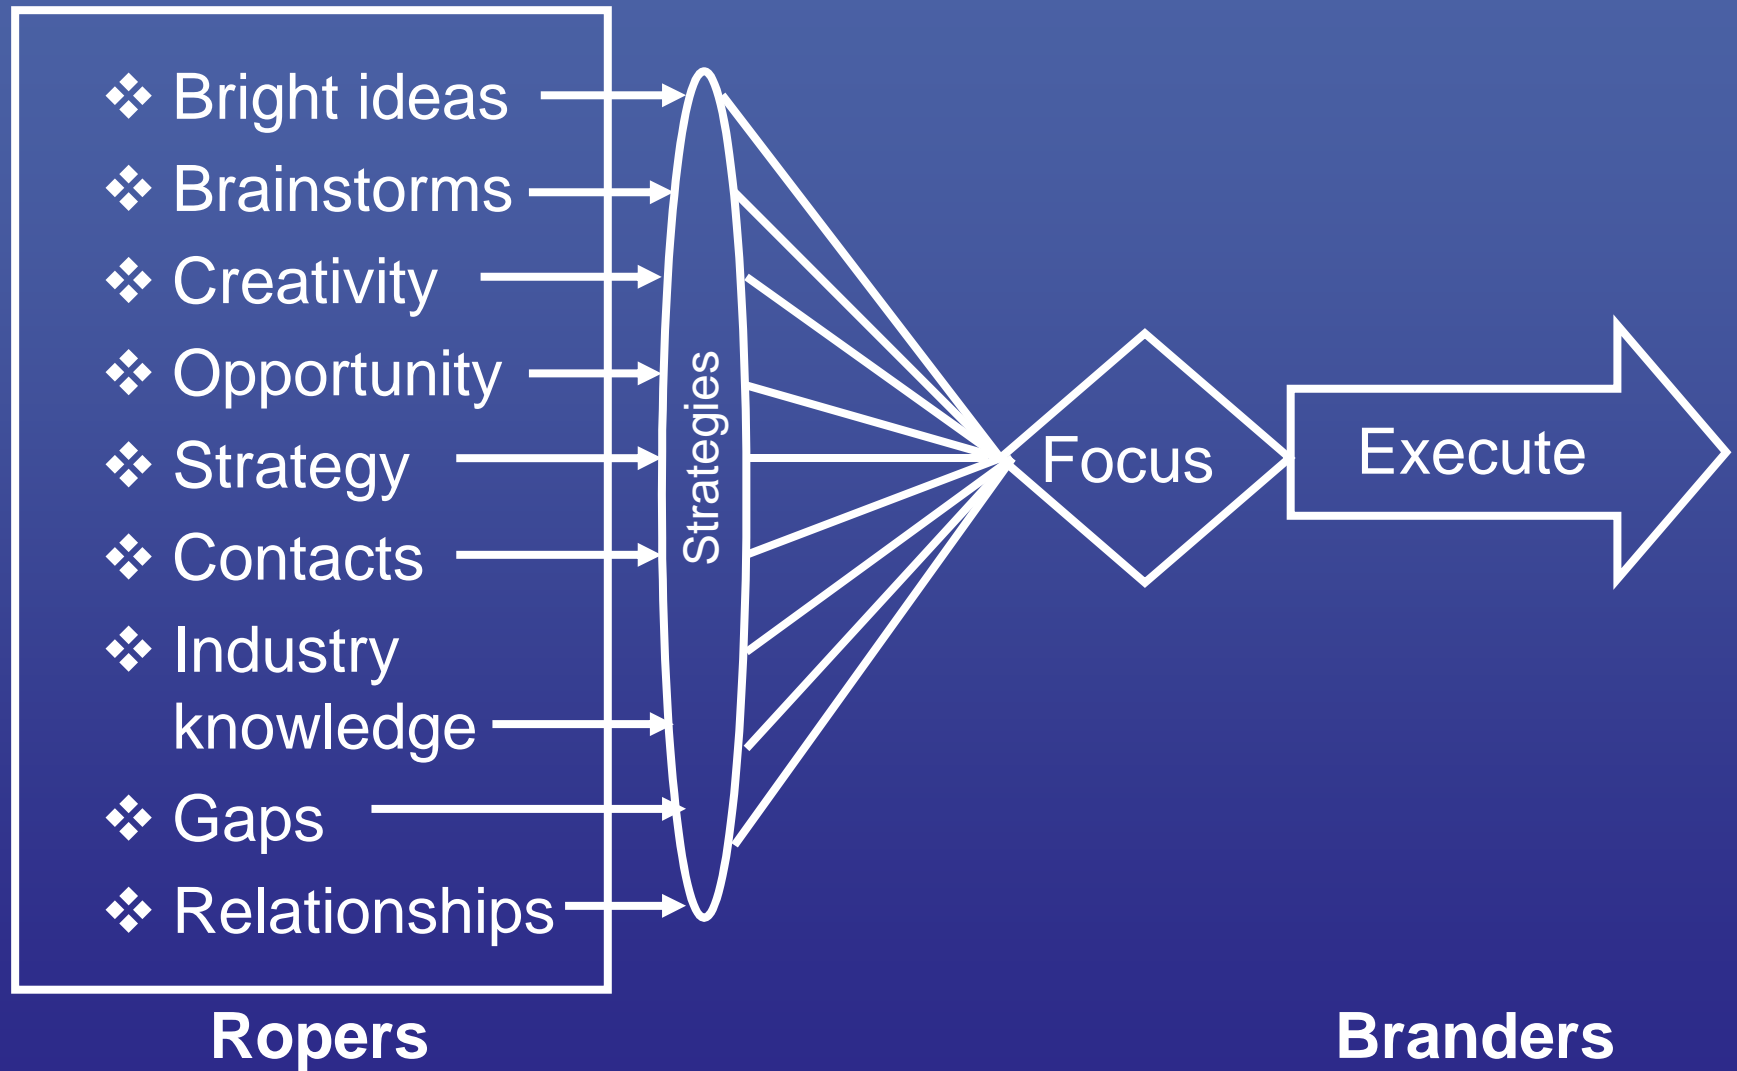 ❖ Bright ideas
❖ Brainstorms
❖ Creativity
❖ Opportunity
❖ Strategy
❖ Contacts
❖ Industry
knowledge
❖ Gaps
❖ Relationships
Strategies
Focus
Execute
Ropers
Branders